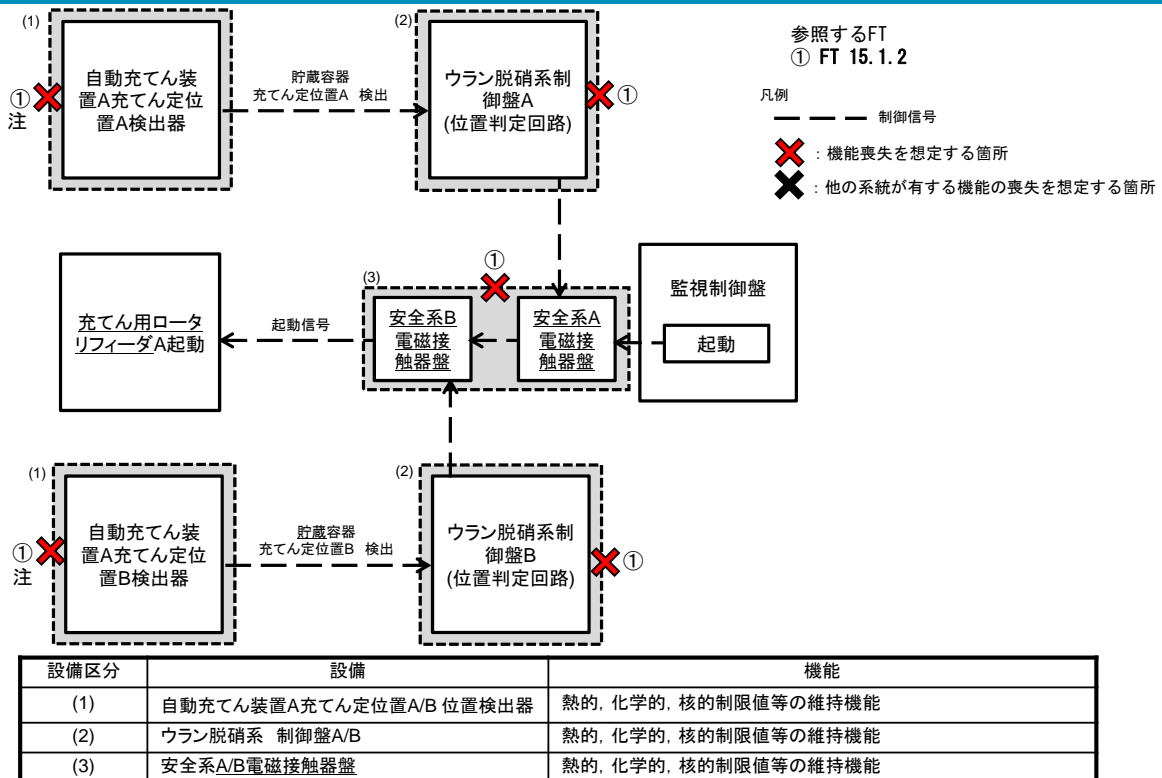 (1)
自動充てん装
置A充てん定位
置A検出器
①
注
貯蔵容器
充てん定位置A 検出
(2)
ウラン脱硝系制
御盤A
(位置判定回路)
①
参照するFT
① FT 15.1.2
凡例
制御信号
：機能喪失を想定する箇所
：他の系統が有する機能の喪失を想定する箇所
充てん用ロータ
リフィーダA起動
起動信号
(3)
①
安全系B
電磁接
触器盤
安全系A
電磁接
触器盤
監視制御盤
起動
(1)
自動充てん装
置A充てん定位
置B検出器
①
注
貯蔵容器
充てん定位置B 検出
(2)
ウラン脱硝系制
御盤B
(位置判定回路)
①
設備区分 設備 機能
(1) 自動充てん装置A充てん定位置A/B 位置検出器 熱的，化学的，核的制限値等の維持機能
(2) ウラン脱硝系 制御盤A/B 熱的，化学的，核的制限値等の維持機能
(3) 安全系A/B電磁接触器盤 熱的，化学的，核的制限値等の維持機能